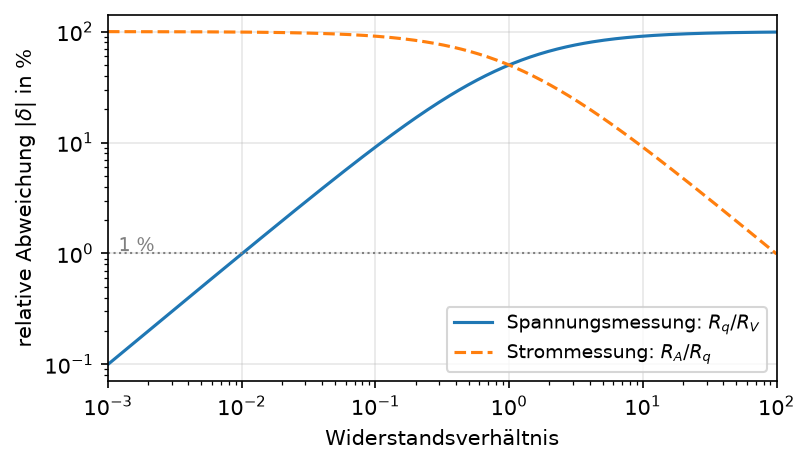 relative Abweichung |δ| in %
10²
10¹
10⁰
10⁻¹
1 %
Spannungsmessung: R_q/R_V
Strommessung: R_A/R_q
10⁻³ 10⁻² 10⁻¹ 10⁰ 10¹ 10²
Widerstandsverhältnis